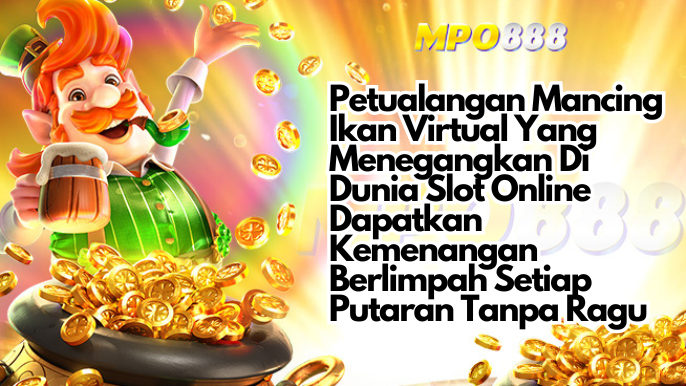 MPO888
Petualangan Mancing
Ikan Virtual Yang
Menegangkan Di
Dunia Slot Online
Dapatkan
Kemenangan
Berlimpah Setiap
Putaran Tanpa Ragu